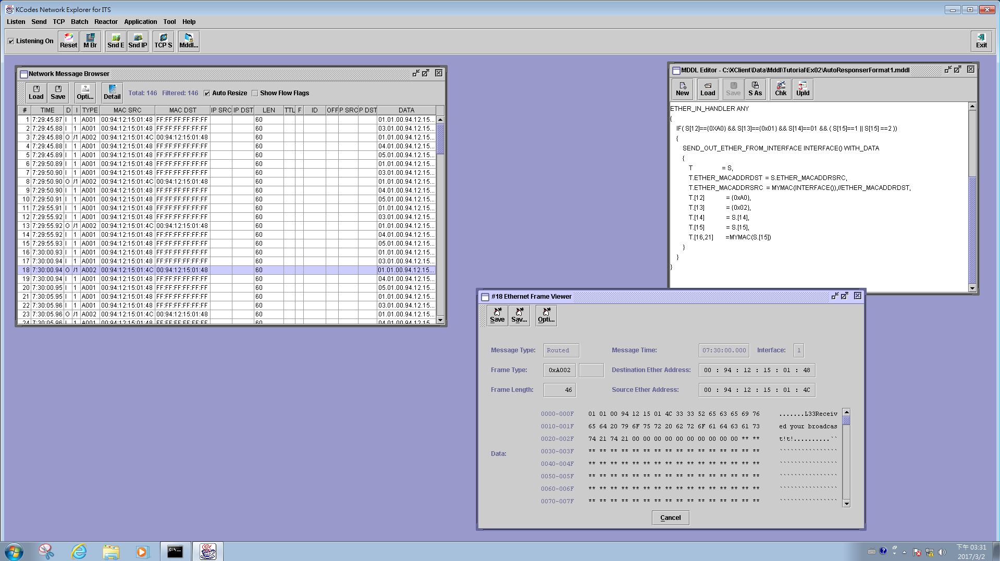 KCodes Network Explorer for ITS
Listen Send TCP Batch Reactor Application Tool Help
Listening On Reset M Br Snd E Snd IP TCP S Mddl... Exit
Network Message Browser
Load Save Opti... Detail Total: 146 Filtered: 146 Auto Resize Show Flow Flags
# TIME D I TYPE MAC SRC MAC DST IP SRC IP DST LEN TTL F ID OFF P SRC P DST DATA
1 7:29:45.87 I 1 A001 00:94:12:15:01:48 FF:FF:FF:FF:FF:FF 60 01.01.00.94.12.15...
2 7:29:45.88 I 1 A001 00:94:12:15:01:48 FF:FF:FF:FF:FF:FF 60 03.01.00.94.12.15...
3 7:29:45.88 O /1 A002 00:94:12:15:01:4C 00:94:12:15:01:48 60 01.01.00.94.12.15...
4 7:29:45.88 I 1 A001 00:94:12:15:01:48 FF:FF:FF:FF:FF:FF 60 04.01.00.94.12.15...
5 7:29:45.89 I 1 A001 00:94:12:15:01:48 FF:FF:FF:FF:FF:FF 60 05.01.00.94.12.15...
6 7:29:50.89 I 1 A001 00:94:12:15:01:48 FF:FF:FF:FF:FF:FF 60 01.01.00.94.12.15...
7 7:29:50.90 I 1 A001 00:94:12:15:01:48 FF:FF:FF:FF:FF:FF 60 03.01.00.94.12.15...
8 7:29:50.90 O /1 A002 00:94:12:15:01:4C 00:94:12:15:01:48 60 01.01.00.94.12.15...
9 7:29:50.90 I 1 A001 00:94:12:15:01:48 FF:FF:FF:FF:FF:FF 60 04.01.00.94.12.15...
10 7:29:50.91 I 1 A001 00:94:12:15:01:48 FF:FF:FF:FF:FF:FF 60 05.01.00.94.12.15...
11 7:29:55.91 I 1 A001 00:94:12:15:01:48 FF:FF:FF:FF:FF:FF 60 01.01.00.94.12.15...
12 7:29:55.92 I 1 A001 00:94:12:15:01:48 FF:FF:FF:FF:FF:FF 60 03.01.00.94.12.15...
13 7:29:55.92 O /1 A002 00:94:12:15:01:4C 00:94:12:15:01:48 60 01.01.00.94.12.15...
14 7:29:55.92 I 1 A001 00:94:12:15:01:48 FF:FF:FF:FF:FF:FF 60 04.01.00.94.12.15...
15 7:29:55.93 I 1 A001 00:94:12:15:01:48 FF:FF:FF:FF:FF:FF 60 05.01.00.94.12.15...
16 7:30:00.93 I 1 A001 00:94:12:15:01:48 FF:FF:FF:FF:FF:FF 60 01.01.00.94.12.15...
17 7:30:00.94 I 1 A001 00:94:12:15:01:48 FF:FF:FF:FF:FF:FF 60 03.01.00.94.12.15...
18 7:30:00.94 O /1 A002 00:94:12:15:01:4C 00:94:12:15:01:48 60 01.01.00.94.12.15...
19 7:30:00.94 I 1 A001 00:94:12:15:01:48 FF:FF:FF:FF:FF:FF 60 04.01.00.94.12.15...
20 7:30:00.95 I 1 A001 00:94:12:15:01:48 FF:FF:FF:FF:FF:FF 60 05.01.00.94.12.15...
21 7:30:05.95 I 1 A001 00:94:12:15:01:48 FF:FF:FF:FF:FF:FF 60 01.01.00.94.12.15...
22 7:30:05.96 I 1 A001 00:94:12:15:01:48 FF:FF:FF:FF:FF:FF 60 03.01.00.94.12.15...
23 7:30:05.96 O /1 A002 00:94:12:15:01:4C 00:94:12:15:01:48 60 01.01.00.94.12.15...
24 7:30:05.96 I 1 A001 00:94:12:15:01:48 FF:FF:FF:FF:FF:FF 60 04.01.00.94.12.15...
MDDL Editor - C:\XClient\Data\Mddl\Tutorial\Ex02\AutoResponserFormat1.mddl
New Load Save S As Chk Upld
ETHER_IN_HANDLER ANY
{
IF( S[12]=={0XA0} && S[13]=={0x01} && S[14]==01 && ( S[15]==1 || S[15] ==2 ))
{
SEND_OUT_ETHER_FROM_INTERFACE INTERFACE() WITH_DATA
{
T = S,
T.ETHER_MACADDRDST = S.ETHER_MACADDRSRC,
T.ETHER_MACADDRSRC = MYMAC(INTERFACE()),//ETHER_MACADDRDST,
T.[12] = {0xA0},
T.[13] = {0x02},
T.[14] = S.[14],
T.[15] = S.[15],
T.[16,21] =MYMAC(S.[15])
}
}
}
#18 Ethernet Frame Viewer
Save Sav... Opti...
Message Type: Routed Message Time: 07:30:00.000 Interface: 1
Frame Type: 0xA002 Destination Ether Address: 00 : 94 : 12 : 15 : 01 : 48
Frame Length: 46 Source Ether Address: 00 : 94 : 12 : 15 : 01 : 4C
Data:
0000-000F 01 01 00 94 12 15 01 4C 33 33 52 65 63 65 69 76 .......L33Receiv
0010-001F 65 64 20 79 6F 75 72 20 62 72 6F 61 64 63 61 73 ed your broadcas
0020-002F 74 21 74 21 00 00 00 00 00 00 00 00 00 00 ** ** t!t!..........``
0030-003F ** ** ** ** ** ** ** ** ** ** ** ** ** ** ** ** ````````````````
0040-004F ** ** ** ** ** ** ** ** ** ** ** ** ** ** ** ** ````````````````
0050-005F ** ** ** ** ** ** ** ** ** ** ** ** ** ** ** ** ````````````````
0060-006F ** ** ** ** ** ** ** ** ** ** ** ** ** ** ** ** ````````````````
0070-007F ** ** ** ** ** ** ** ** ** ** ** ** ** ** ** ** ````````````````
Cancel
C:\_
下午 03:31
2017/3/2